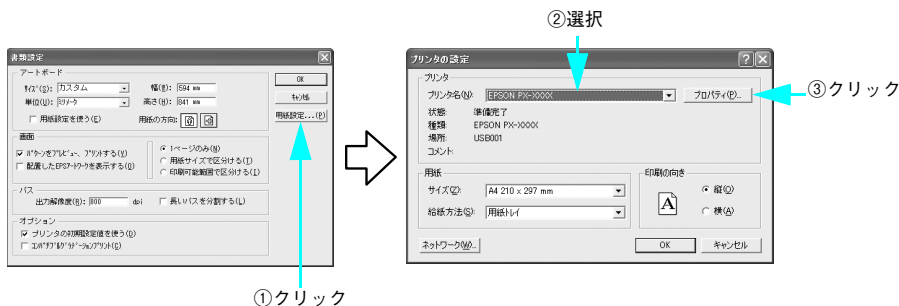 ②選択
書類設定
アートボード
ｻｲｽﾞ(S): カスタム
幅(W): 594 mm
単位(U): ﾐﾘﾒｰﾀ
高さ(H): 841 mm
用紙設定を使う(E)
用紙の方向:
OK
ｷｬﾝｾﾙ
用紙設定...(P)
画面
ﾊﾟﾀｰﾝをﾌﾟﾚﾋﾞｭｰ、ﾌﾟﾘﾝﾄする(V)
配置したEPSｱｰﾄﾜｰｸを表示する(O)
1ページのみ(N)
用紙サイズで区分ける(I)
印刷可能範囲で区分ける(L)
パス
出力解像度(R): 800 dpi
長いパスを分割する(L)
オプション
プリンタの初期設定値を使う(D)
ｺﾝﾊﾟﾁﾌﾞﾙｸﾞﾗﾃﾞｰｼｮﾝﾌﾟﾘﾝﾄ(G)
①クリック
プリンタの設定
プリンタ
プリンタ名(N): EPSON PX-XXXX
プロパティ(P)...
③クリック
状態: 準備完了
種類: EPSON PX-XXXX
場所: USB001
コメント:
用紙
サイズ(Z): A4 210 x 297 mm
給紙方法(S): 用紙ﾄﾚｲ
印刷の向き
A
縦(O)
横(A)
ネットワーク(W)...
OK
キャンセル